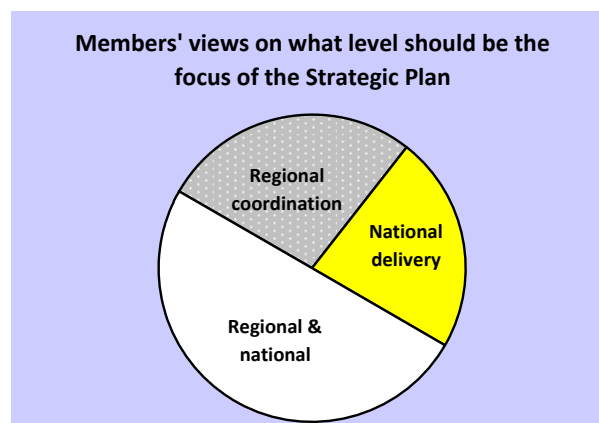 Members' views on what level should be the
focus of the Strategic Plan
Regional
coordination
National
delivery
Regional &
national